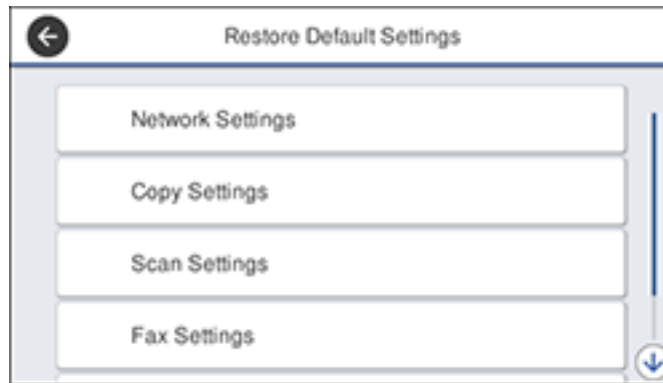 Restore Default Settings
Network Settings
Copy Settings
Scan Settings
Fax Settings